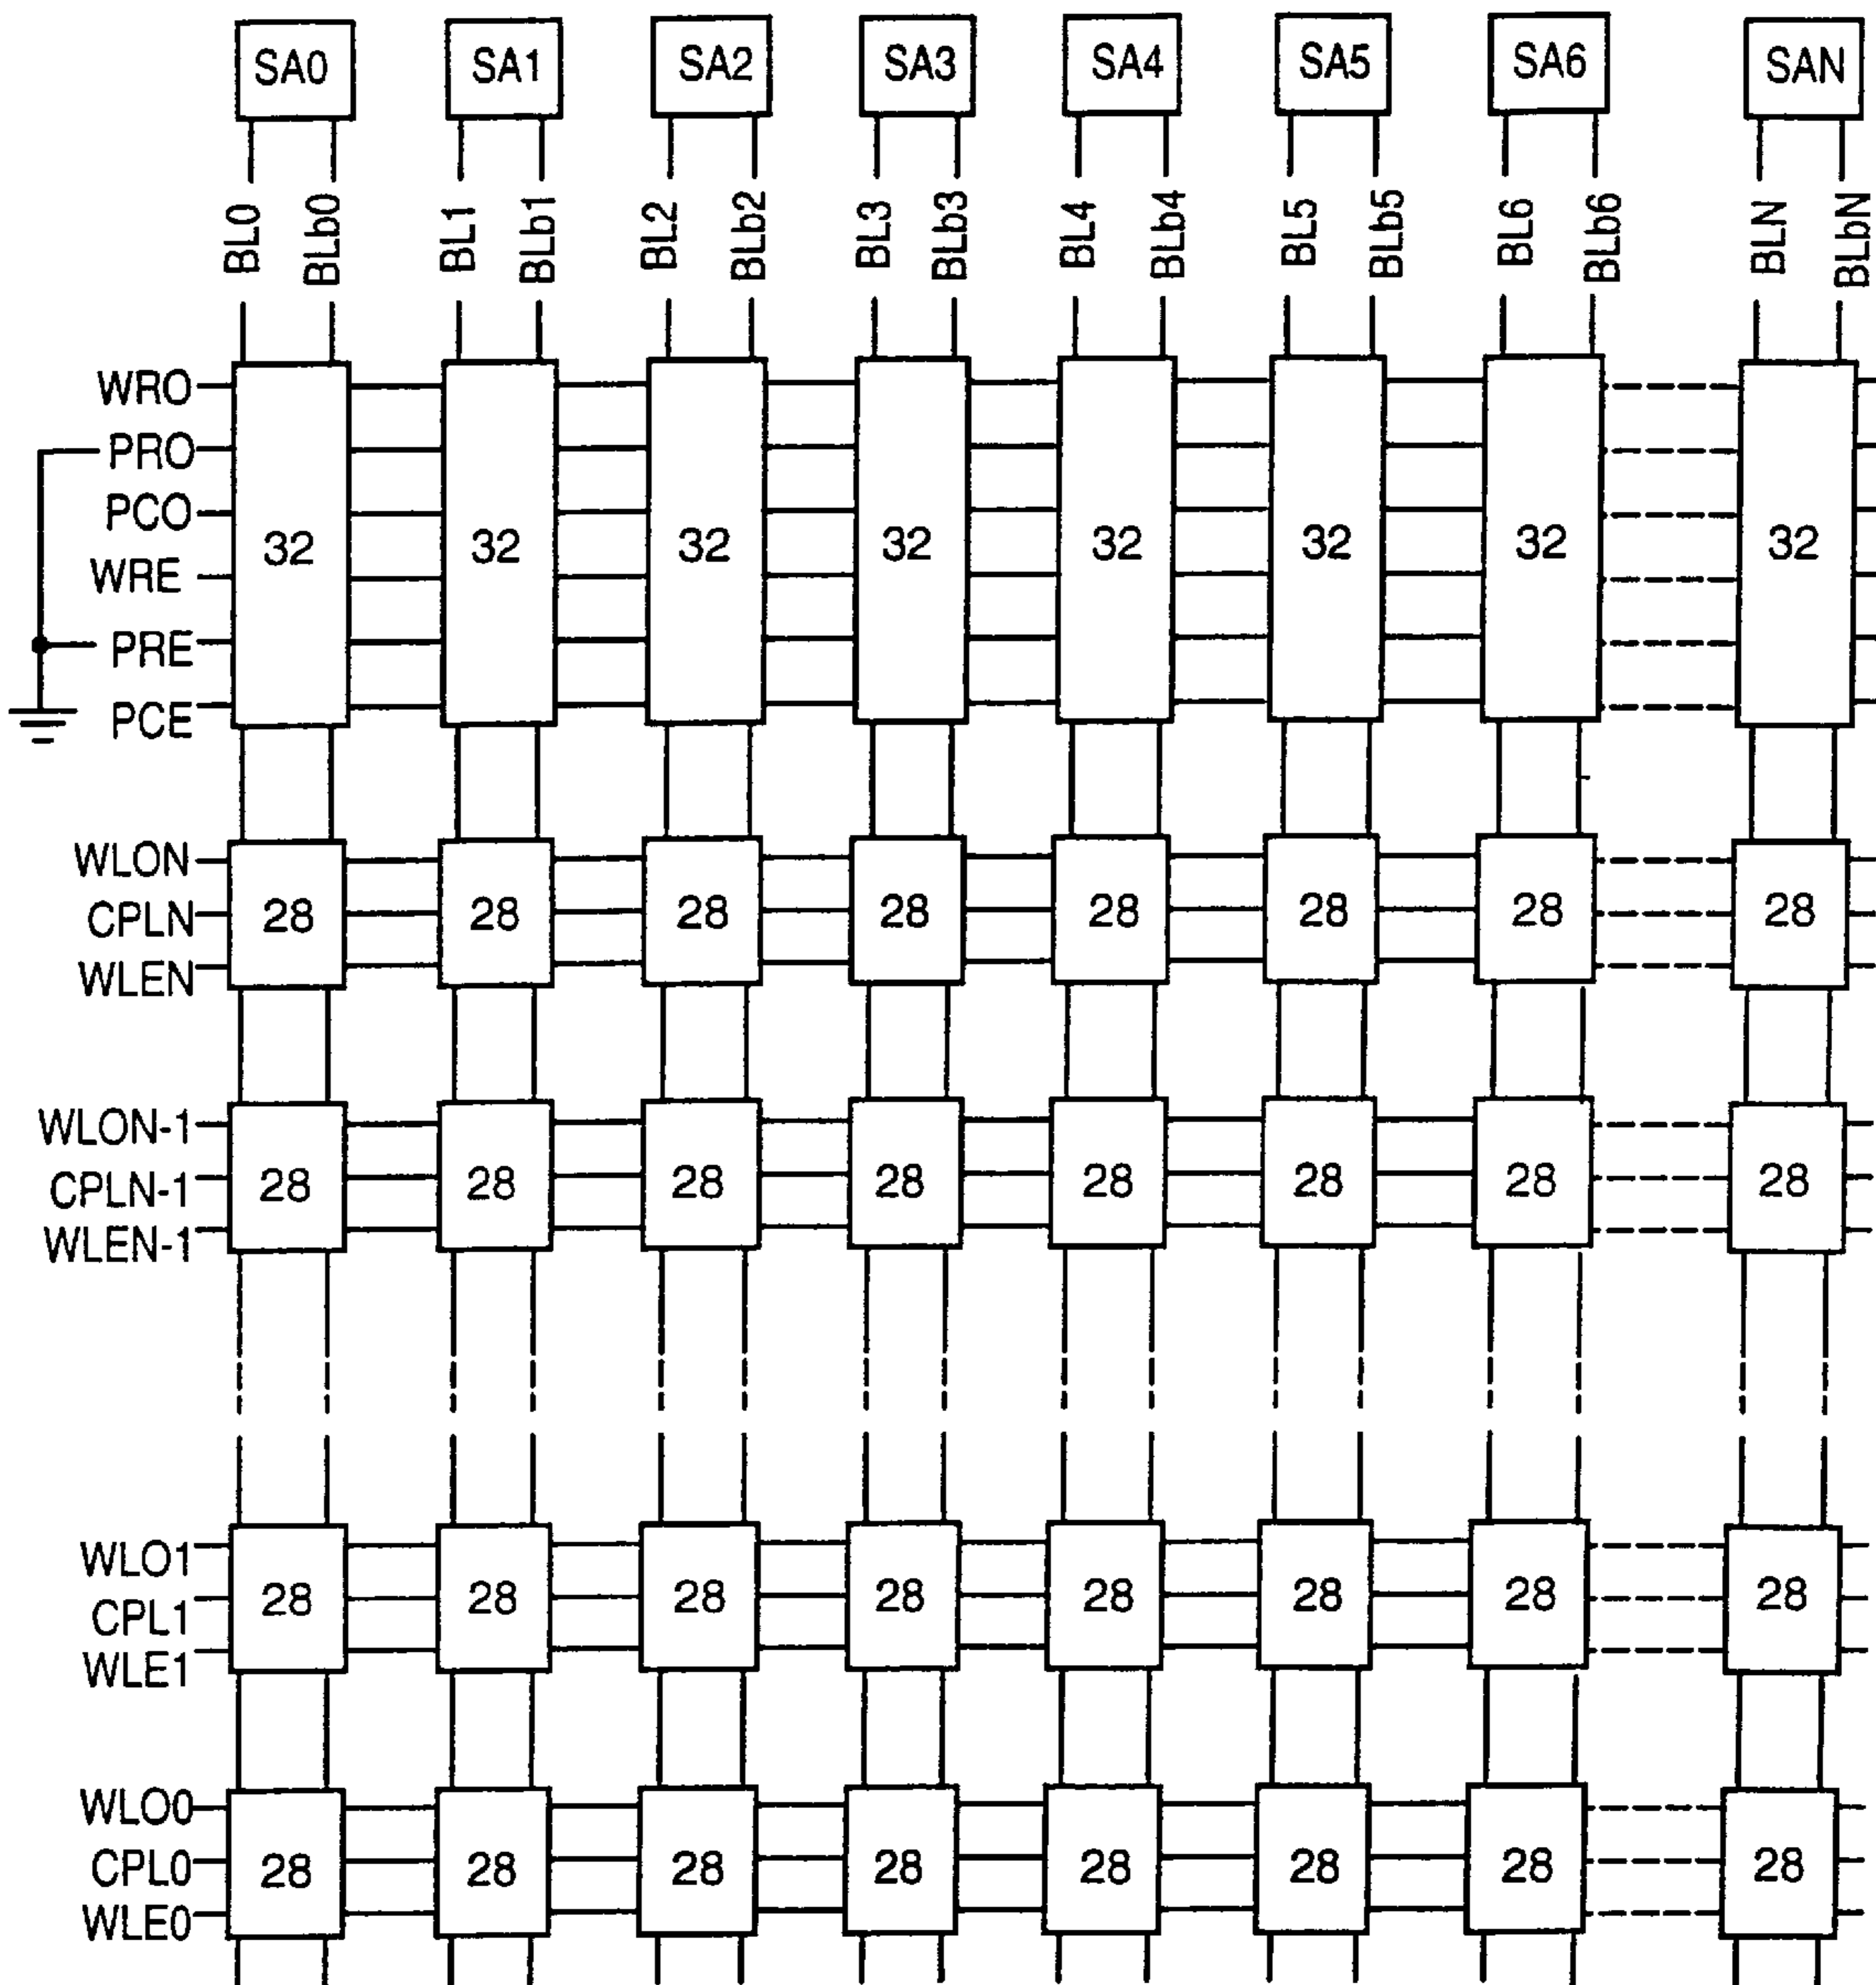 SA0 SA1 SA2 SA3 SA4 SA5 SA6 SAN
BL0 BLb0 BL1 BLb1 BL2 BLb2 BL3 BLb3 BL4 BLb4 BL5 BLb5 BL6 BLb6 BLN BLbN
WRO
PRO
PCO
32 32 32 32 32 32 32 32
WRE
PRE
PCE
WLON
CPLN 28 28 28 28 28 28 28 28
WLEN
WLON-1
CPLN-1 28 28 28 28 28 28 28 28
WLEN-1
WLO1
CPL1 28 28 28 28 28 28 28 28
WLE1
WLO0
CPL0 28 28 28 28 28 28 28 28
WLE0